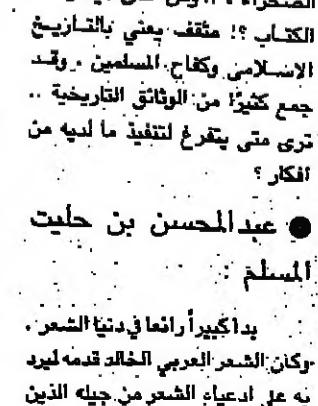 الكتاب ؟! مثقف يعني بالتاريخ
الاسلامي وكفاح المسلمين . وقد
جمع كثيرًا من الوثائق التاريخية ..
ترى متى يتفرغ لتنفيذ ما لديه من
افكار ؟
● عبدالمحسن بن حليت
المسلم :
بدا كبيراً رائعا في دنيا الشعر .
وكان الشعر العربي الخالد قدمه ليرد
به على ادعياء الشعر من جيله الذين